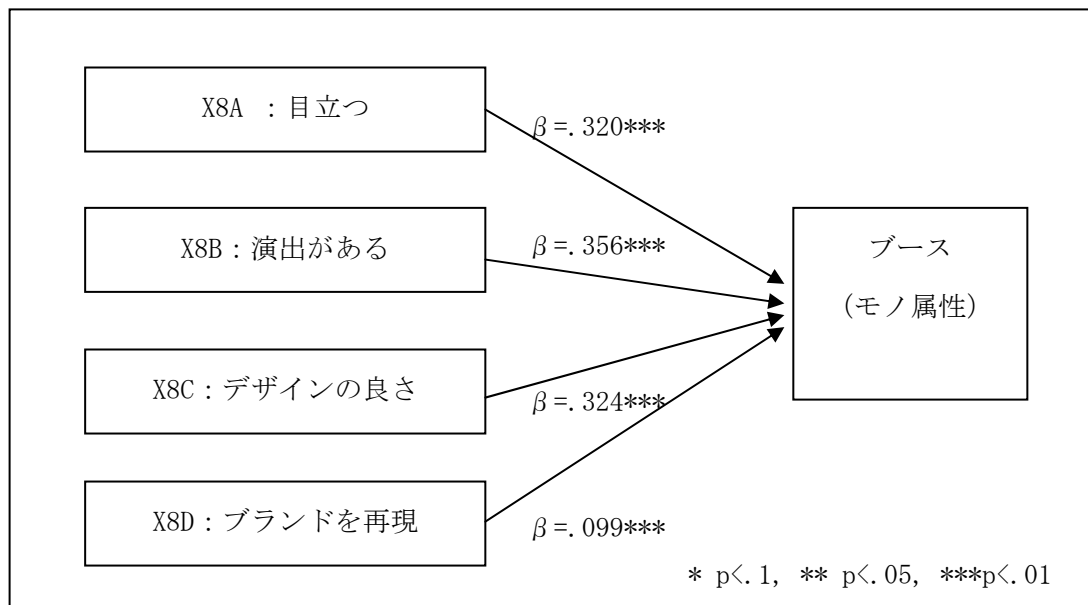 X8A ：目立つ
β=.320***
X8B：演出がある
β=.356***
ブース
(モノ属性)
X8C：デザインの良さ
β=.324***
X8D：ブランドを再現
β=.099***
* p<.1, ** p<.05, ***p<.01